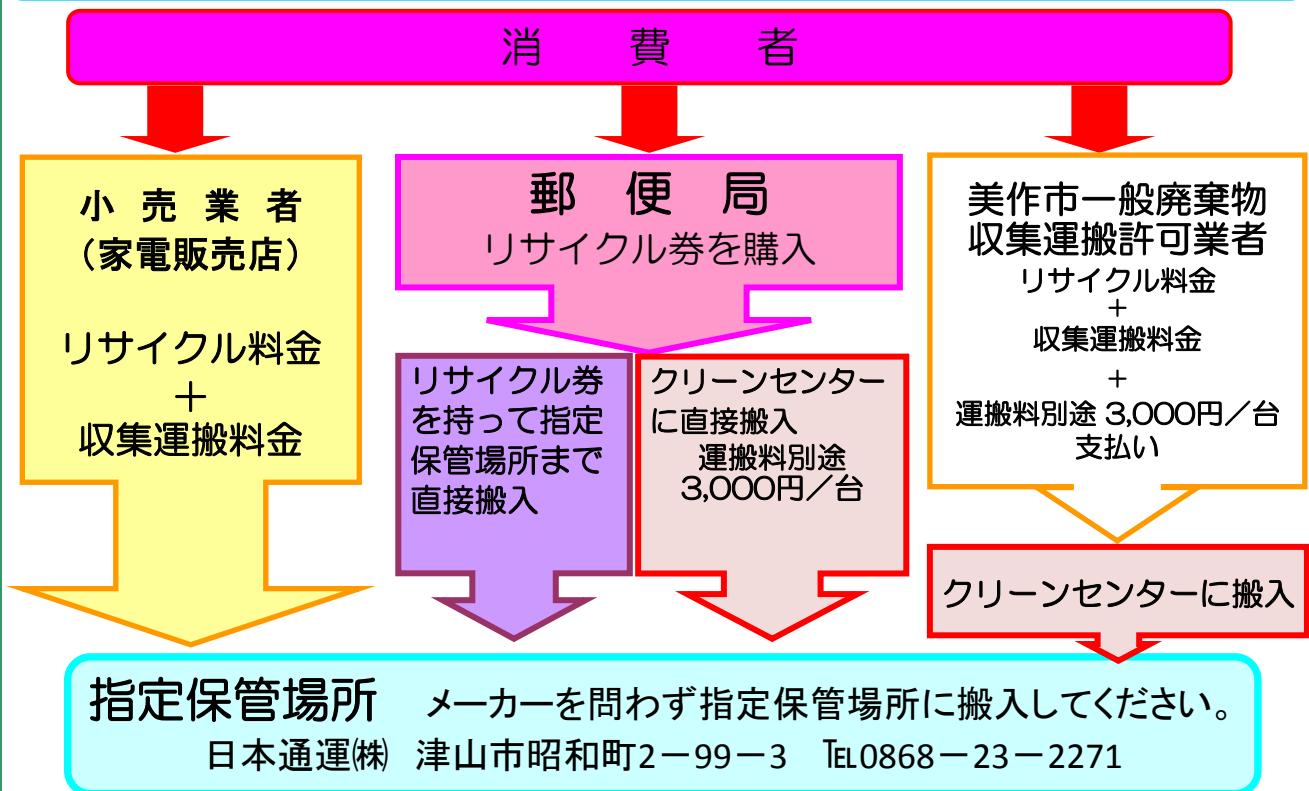 消　費　者
小 売 業 者
（家電販売店）
リサイクル料金
＋
収集運搬料金
郵 便 局
リサイクル券を購入
リサイクル券
を持って指定
保管場所まで
直接搬入
クリーンセンター
に直接搬入
運搬料別途
3,000円／台
美作市一般廃棄物
収集運搬許可業者
リサイクル料金
＋
収集運搬料金
＋
運搬料別途 3,000円／台
支払い
クリーンセンターに搬入
指定保管場所　メーカーを問わず指定保管場所に搬入してください。
日本通運㈱　津山市昭和町2－99－3　℡0868－23－2271